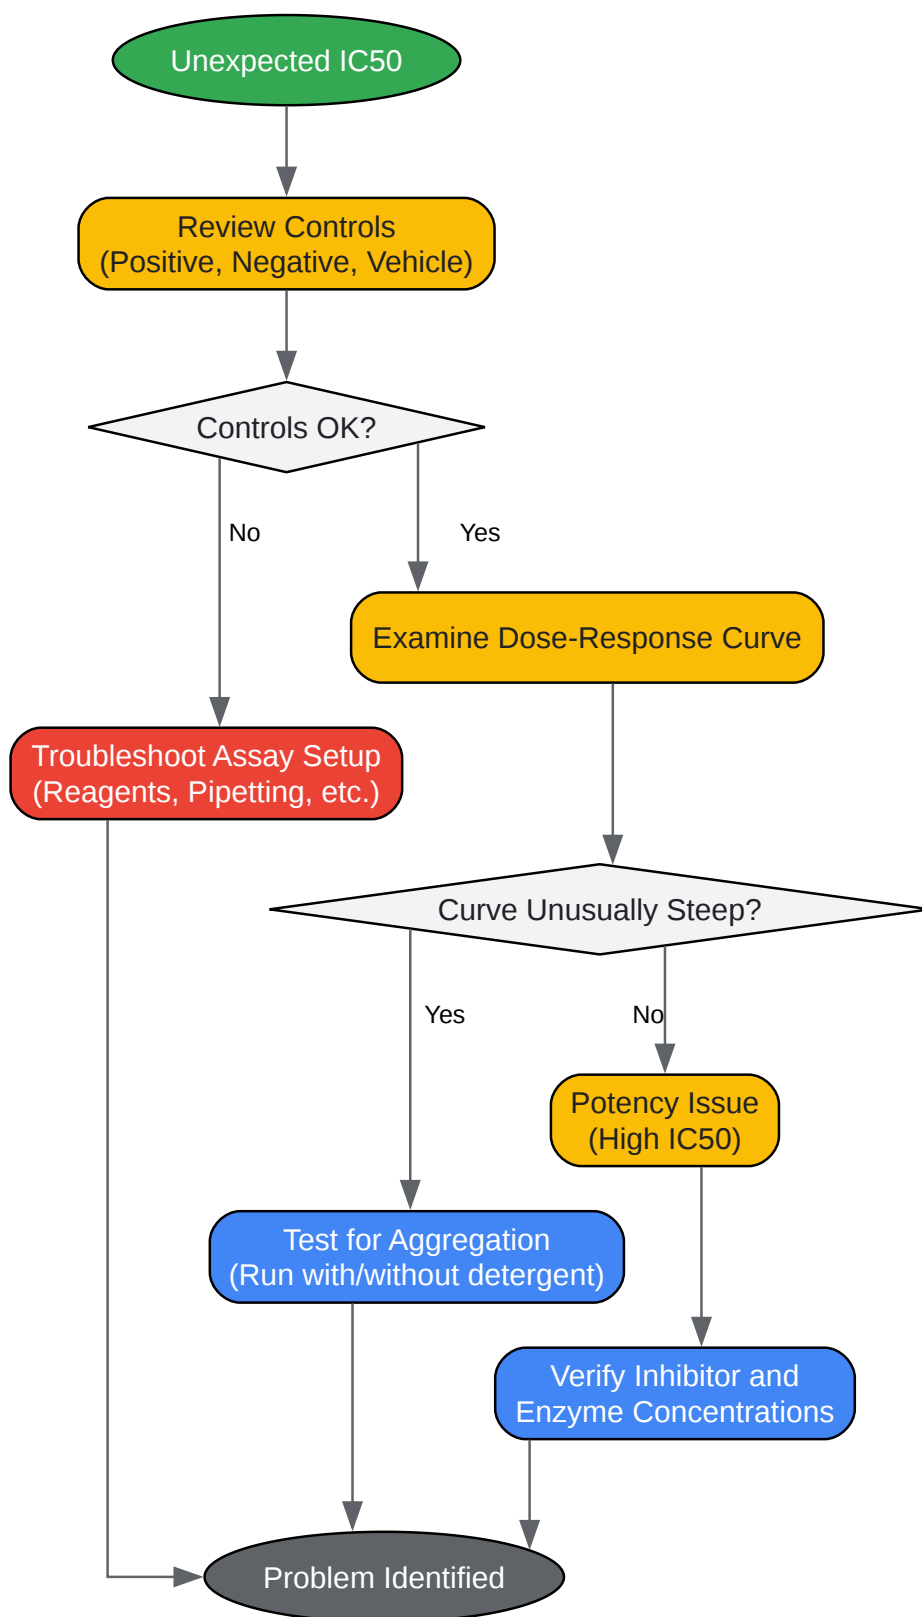 Unexpected IC50
Review Controls
(Positive, Negative, Vehicle)
Controls OK?
No
Yes
Examine Dose-Response Curve
Troubleshoot Assay Setup
(Reagents, Pipetting, etc.)
Curve Unusually Steep?
Yes
No
Potency Issue
(High IC50)
Test for Aggregation
(Run with/without detergent)
Verify Inhibitor and
Enzyme Concentrations
Problem Identified